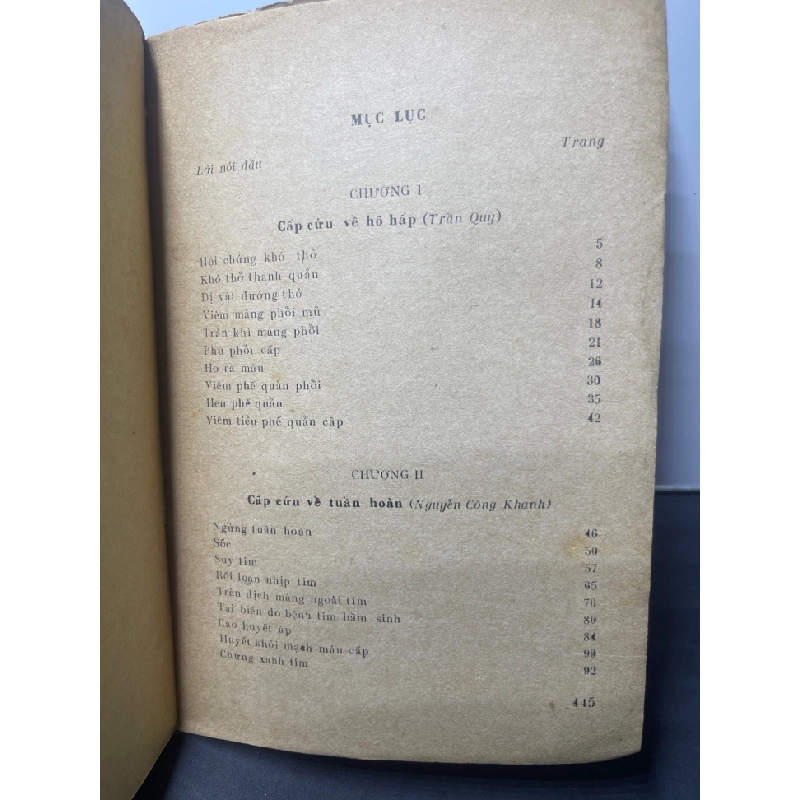 MỤC LỤC
Trang
Lời nói đầu
CHƯƠNG I
Cấp cứu về hô hấp (Trần Quỵ)
Hội chứng khó thở 5
Khó thở thanh quản 8
Dị vật đường thở 12
Viêm màng phổi mủ 14
Tràn khí màng phổi 18
Phù phổi cấp 21
Ho ra máu 26
Viêm phế quản phổi 30
Hen phế quản 35
Viêm tiểu phế quản cấp 42
CHƯƠNG II
Cấp cứu về tuần hoàn (Nguyễn Công Khanh)
Ngừng tuần hoàn 46
Sốc 50
Suy tim 57
Rối loạn nhịp tim 65
Tràn dịch màng ngoài tim 76
Tai biến do bệnh tim bẩm sinh 80
Cao huyết áp 84
Huyết khối mạch máu cấp 90
Chứng xanh tím 92
445